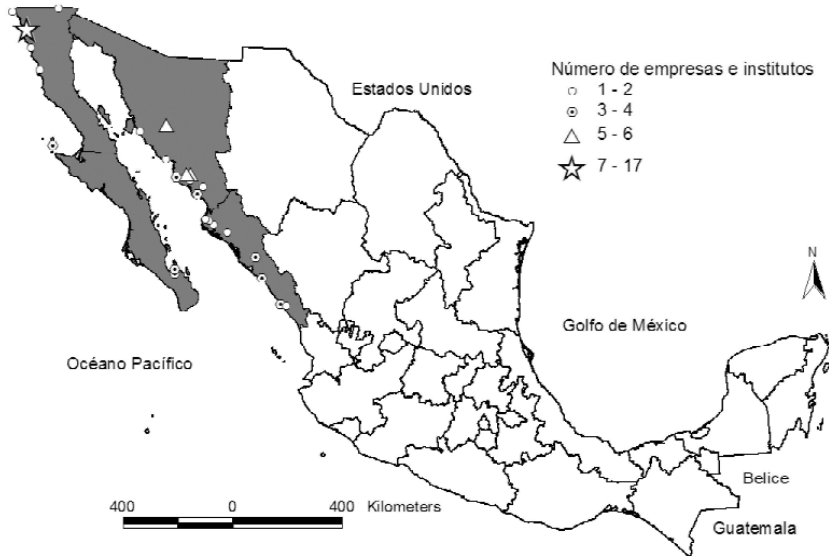 Número de empresas e institutos
1 - 2
3 - 4
5 - 6
7 - 17
Estados Unidos
N
Golfo de México
Océano Pacífico
Belice
Guatemala
400 0 400 Kilometers